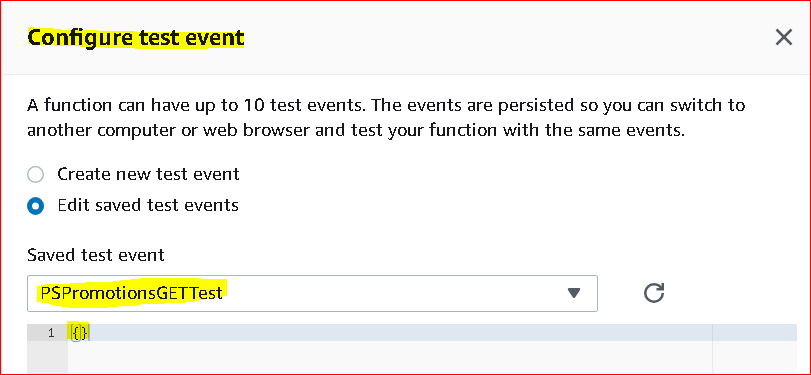 Configure test event
A function can have up to 10 test events. The events are persisted so you can switch to
another computer or web browser and test your function with the same events.
Create new test event
Edit saved test events
Saved test event
PSPromotionsGETTest
1 {}